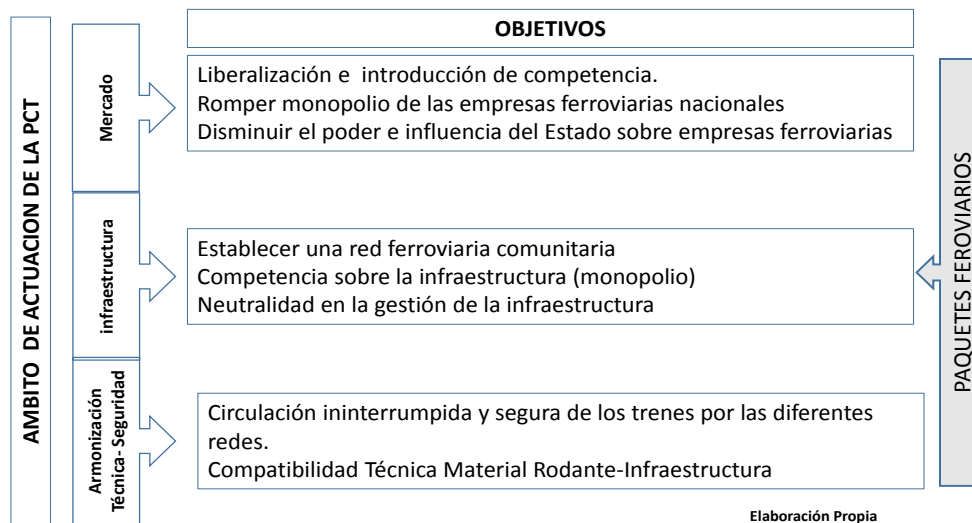 AMBITO DE ACTUACION DE LA PCT
OBJETIVOS
Mercado
Liberalización e introducción de competencia.
Romper monopolio de las empresas ferroviarias nacionales
Disminuir el poder e influencia del Estado sobre empresas ferroviarias
infraestructura
Establecer una red ferroviaria comunitaria
Competencia sobre la infraestructura (monopolio)
Neutralidad en la gestión de la infraestructura
Armonización
Técnica- Seguridad
Circulación ininterrumpida y segura de los trenes por las diferentes
redes.
Compatibilidad Técnica Material Rodante-Infraestructura
PAQUETES FEROVIARIOS
Elaboración Propia